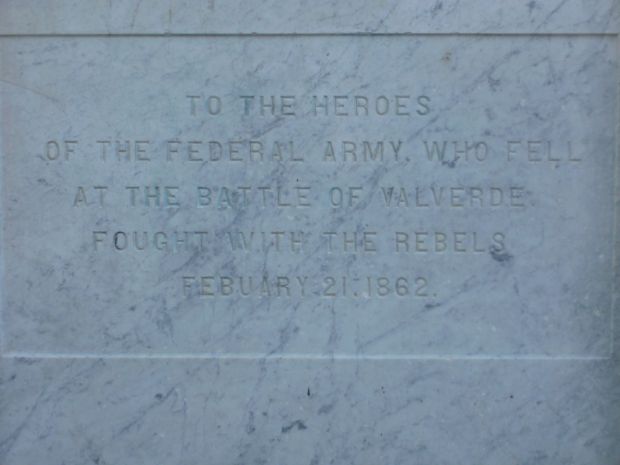 TO THE HEROES
OF THE FEDERAL ARMY, WHO FELL
AT THE BATTLE OF VALVERDE
FOUGHT WITH THE REBELS
FEBUARY 21, 1862.